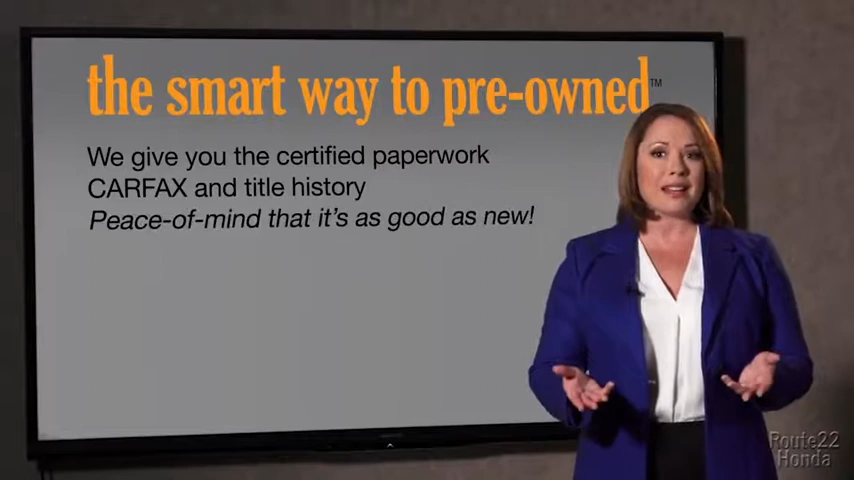 the smart way to pre-owned™
We give you the certified paperwork
CARFAX and title history
Peace-of-mind that it's as good as new!
Route22
Honda